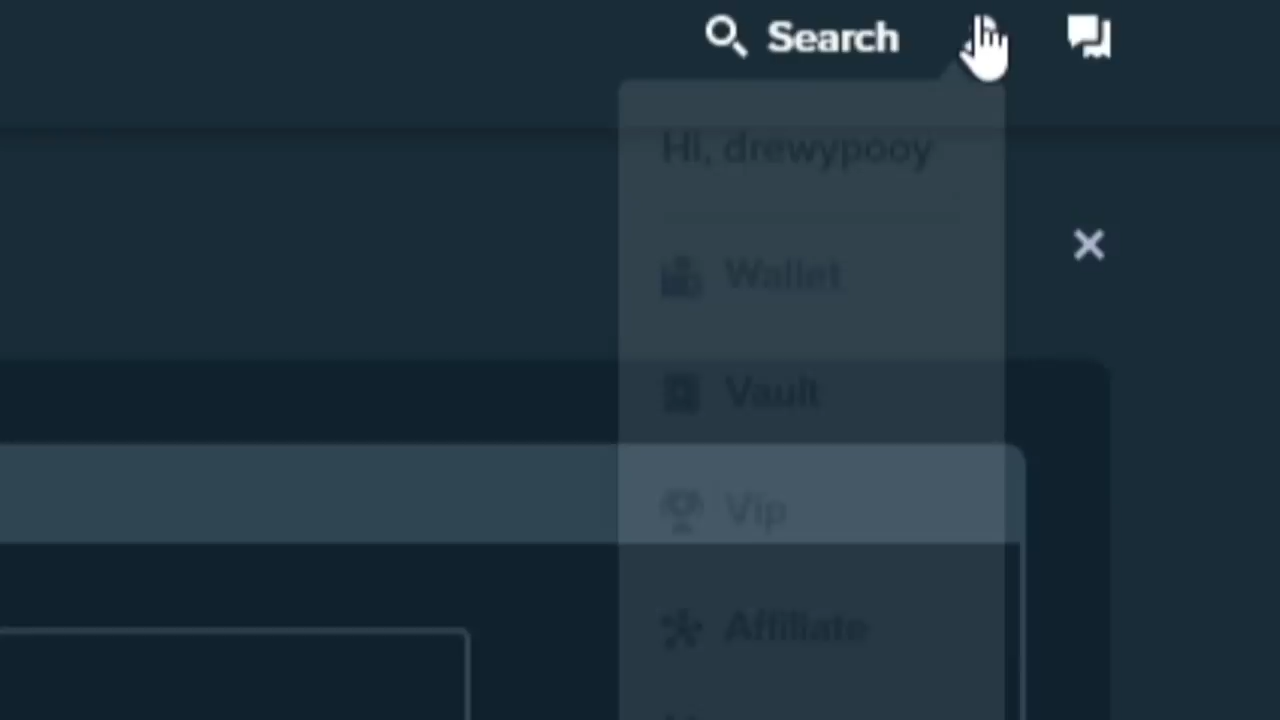 Search
Hi, drewypooy
Wallet
Vault
Vip
Affiliate